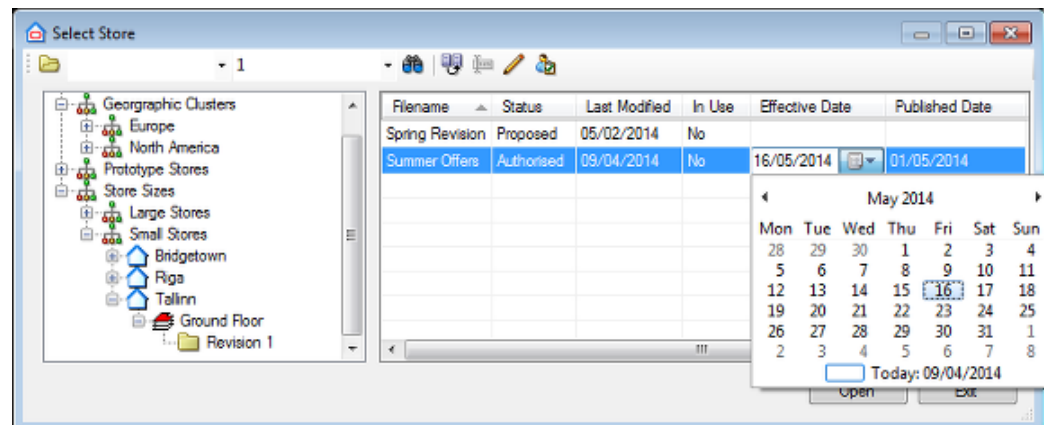 Select Store
1
Georgraphic Clusters
Europe
North America
Prototype Stores
Store Sizes
Large Stores
Small Stores
Bridgetown
Riga
Tallinn
Ground Floor
Revision 1
Filename Status Last Modified In Use Effective Date Published Date
Spring Revision Proposed 05/02/2014 No
Summer Offers Authorised 09/04/2014 No 16/05/2014 01/05/2014
May 2014
Mon Tue Wed Thu Fri Sat Sun
28 29 30 1 2 3 4
5 6 7 8 9 10 11
12 13 14 15 16 17 18
19 20 21 22 23 24 25
26 27 28 29 30 31 1
2 3 4 5 6 7 8
Today: 09/04/2014
Open Exit